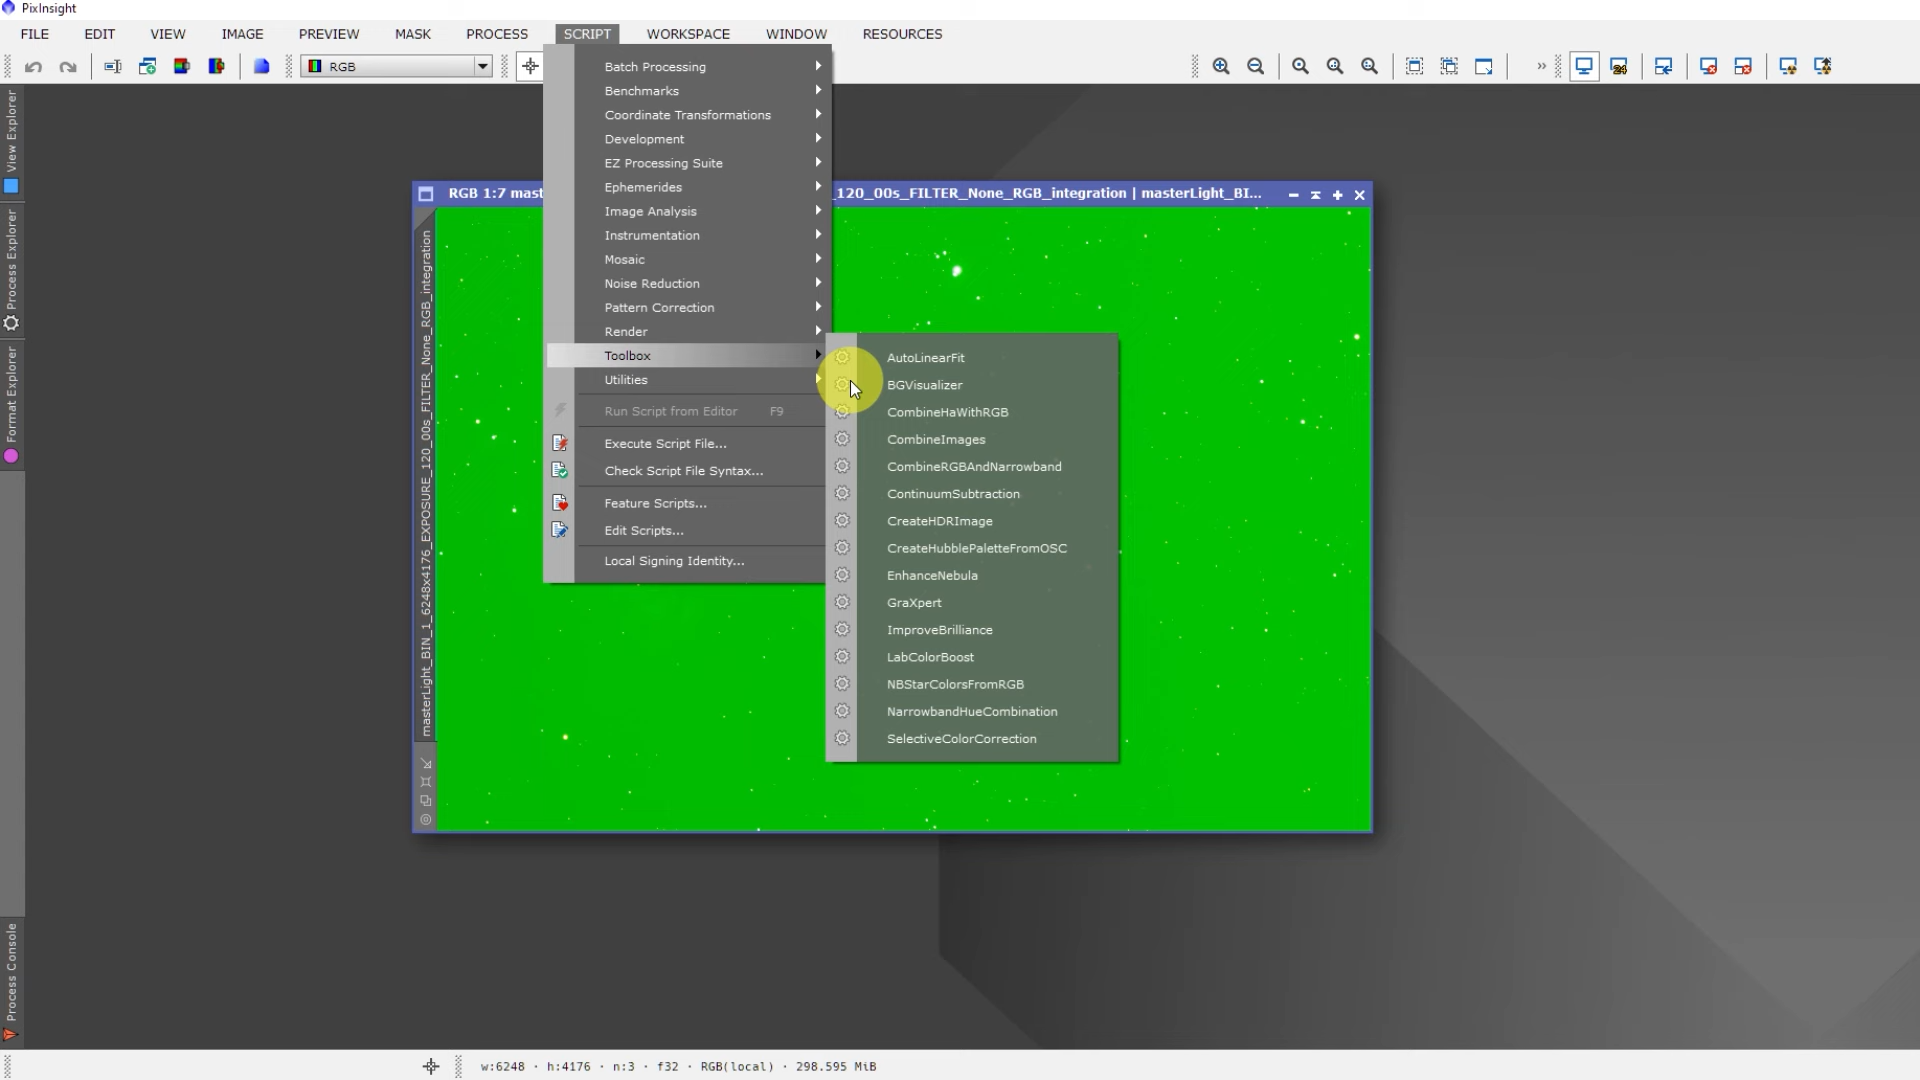 PixInsight
FILE EDIT VIEW IMAGE PREVIEW MASK PROCESS SCRIPT WORKSPACE WINDOW RESOURCES
RGB
24
View Explorer
Process Explorer
Format Explorer
Process Console
Batch Processing
Benchmarks
Coordinate Transformations
Development
EZ Processing Suite
Ephemerides
Image Analysis
Instrumentation
Mosaic
Noise Reduction
Pattern Correction
Render
Toolbox
Utilities
Run Script from Editor F9
Execute Script File...
Check Script File Syntax...
Feature Scripts...
Edit Scripts...
Local Signing Identity...
RGB 1:7 mast
_120_00s_FILTER_None_RGB_integration | masterLight_BI...
masterLight_BIN_1_6248x4176_EXPOSURE_120_00s_FILTER_None_RGB_integration
AutoLinearFit
BGVisualizer
CombineHaWithRGB
CombineImages
CombineRGBAndNarrowband
ContinuumSubtraction
CreateHDRImage
CreateHubblePaletteFromOSC
EnhanceNebula
GraXpert
ImproveBrilliance
LabColorBoost
NBStarColorsFromRGB
NarrowbandHueCombination
SelectiveColorCorrection
w:6248 · h:4176 · n:3 · f32 · RGB(local) · 298.595 MiB